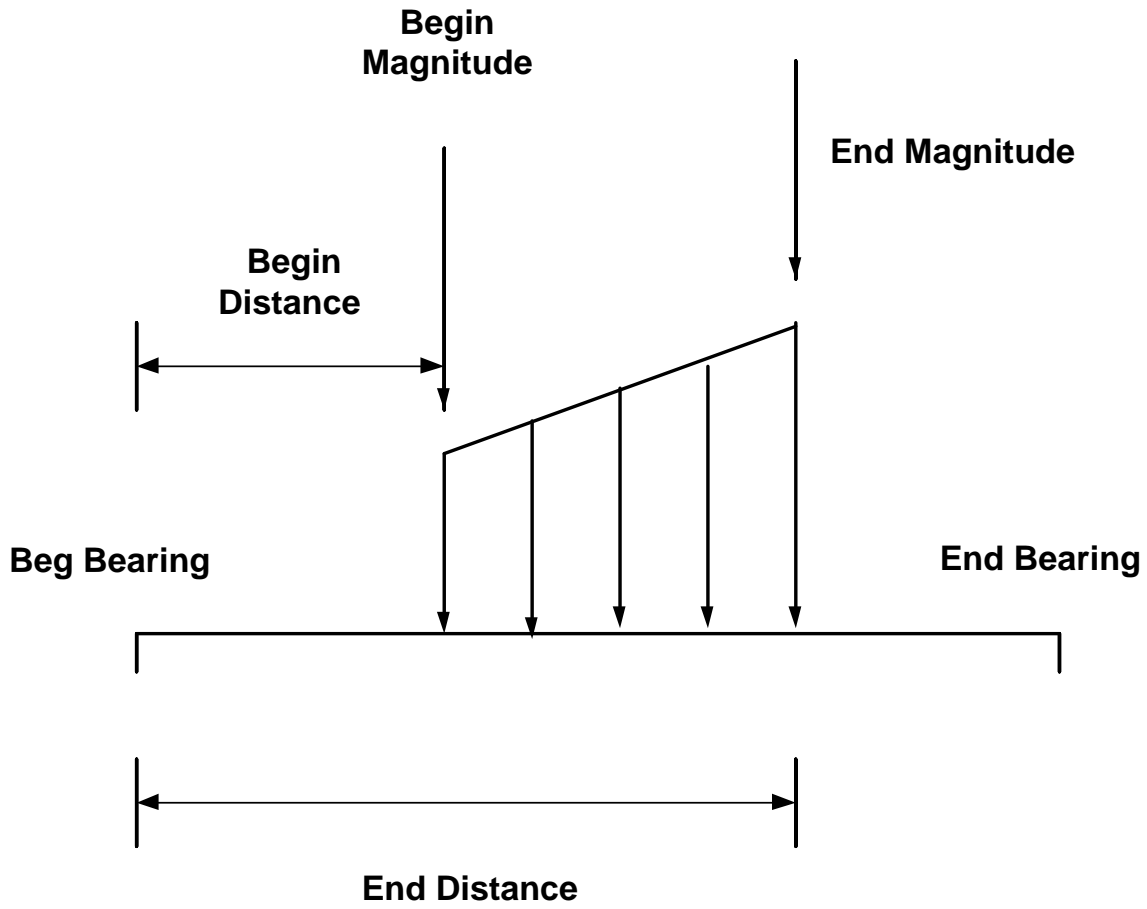 Begin
Magnitude
End Magnitude
Begin
Distance
Beg Bearing
End Bearing
End Distance